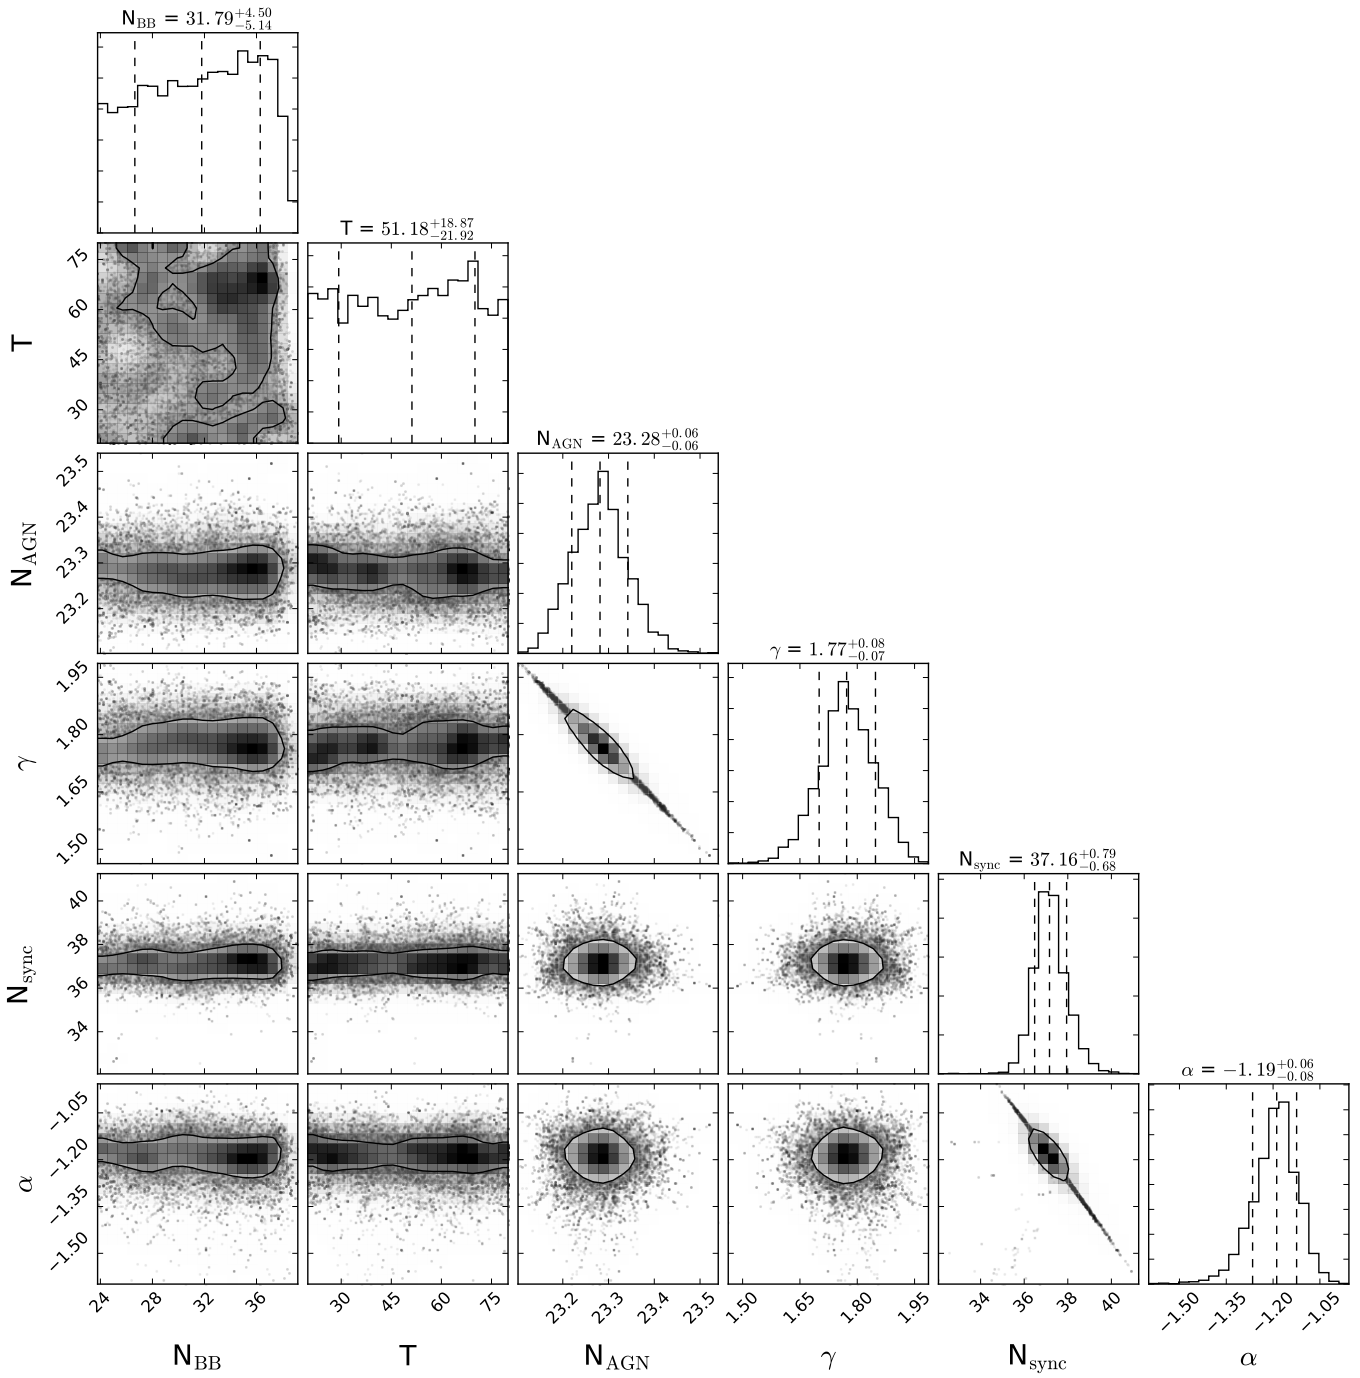 N_BB = 31.79 +4.50 −5.14
T = 51.18 +18.87 −21.92
75
60
45
30
T
N_AGN = 23.28 +0.06 −0.06
23.5
23.4
23.3
23.2
N_AGN
γ = 1.77 +0.08 −0.07
1.95
1.80
1.65
1.50
γ
N_sync = 37.16 +0.79 −0.68
40
38
36
34
N_sync
α = −1.19 +0.06 −0.08
−1.05
−1.20
−1.35
−1.50
α
24 28 32 36 30 45 60 75 23.2 23.3 23.4 23.5 1.50 1.65 1.80 1.95 34 36 38 40 −1.50 −1.35 −1.20 −1.05
N_BB T N_AGN γ N_sync α